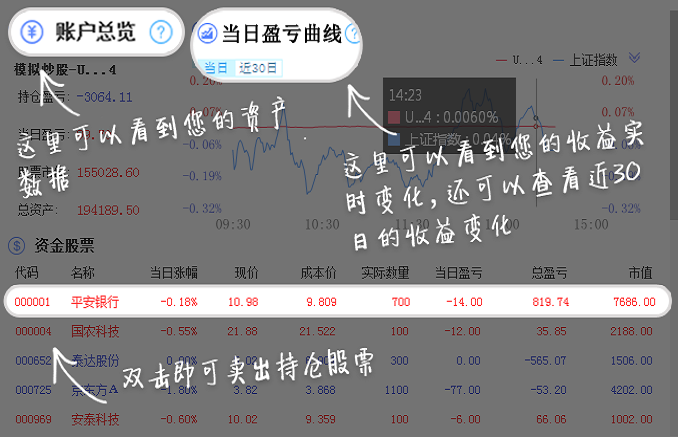 账户总览
当日盈亏曲线
当日 近30日
模拟炒股-U...4
U...4 上证指数
持仓盈亏: -3064.11
当日盈亏:
股票市
155028.60
总资产: 194189.50
这里可以看到您的资产
数据
0.20%
0.07%
-0.06%
-0.19%
-0.32%
14:23
U...4 : 0.0060%
上证指数 : 0.04%
0.20%
0.07%
-0.32%
09:30 10:30 11:30 14:00 15:00
这里可以看到您的收益实
时变化,还可以查看近30
日的收益变化
资金股票
代码 名称 当日涨幅 现价 成本价 实际数量 当日盈亏 总盈亏 市值
000001 平安银行 -0.18% 10.98 9.809 700 -14.00 819.74 7686.00
000004 国农科技 -0.55% 21.88 21.522 100 -12.00 35.85 2188.00
000652 泰达股份 0.00% 300 0.00 -565.07 1506.00
000725 京东方A -1.80% 3.82 3.868 1100 -77.00 -53.20 4202.00
000969 安泰科技 -0.60% 10.02 9.359 100 -6.00 66.06 1002.00
双击即可卖出持仓股票